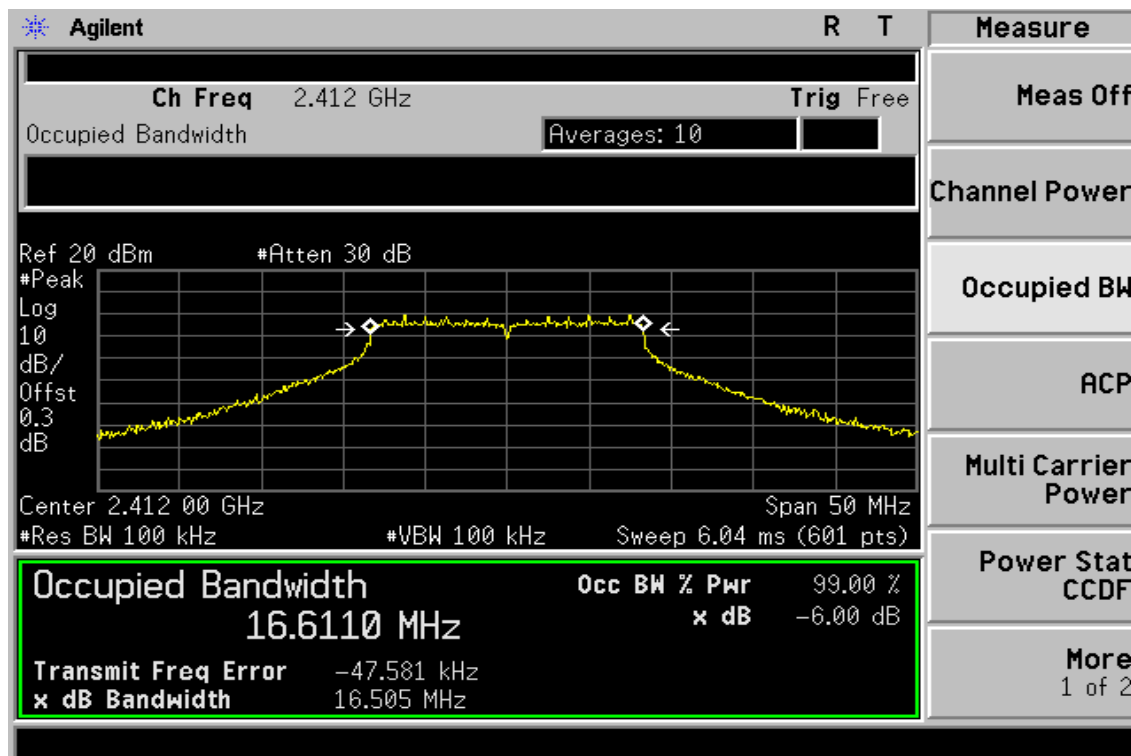 Agilent R T Measure
Ch Freq 2.412 GHz Trig Free
Meas Off
Occupied Bandwidth Averages: 10
Channel Power
Ref 20 dBm #Atten 30 dB
#Peak
Log
10
dB/
Offst
0.3
dB
Occupied BW
ACP
Center 2.412 00 GHz Span 50 MHz
#Res BW 100 kHz #VBW 100 kHz Sweep 6.04 ms (601 pts)
Multi Carrier
Power
Occupied Bandwidth Occ BW % Pwr 99.00 %
16.6110 MHz x dB -6.00 dB
Transmit Freq Error -47.581 kHz
x dB Bandwidth 16.505 MHz
Power Stat
CCDF
More
1 of 2